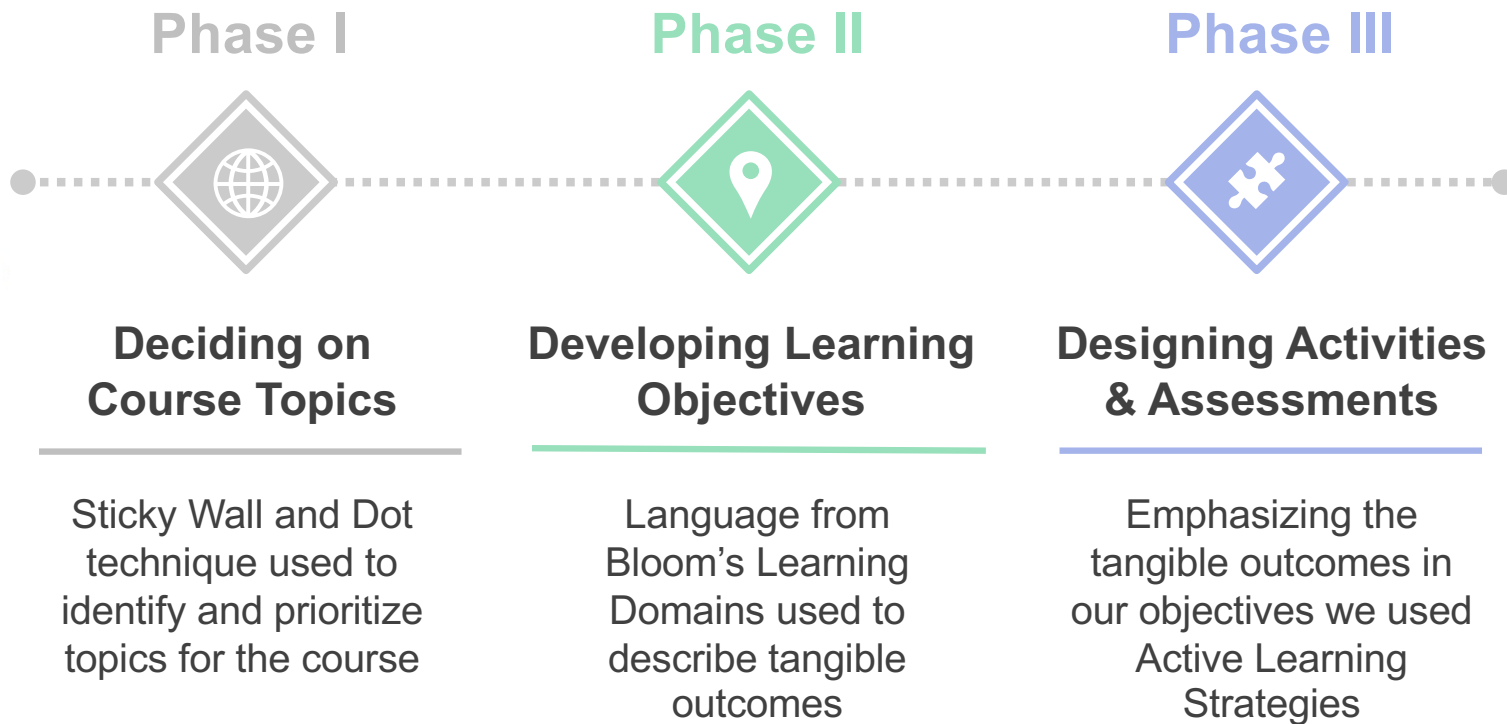 Phase I
Phase II
Phase III
Deciding on
Course Topics
Developing Learning
Objectives
Designing Activities
& Assessments
Sticky Wall and Dot
technique used to
identify and prioritize
topics for the course
Language from
Bloom’s Learning
Domains used to
describe tangible
outcomes
Emphasizing the
tangible outcomes in
our objectives we used
Active Learning
Strategies